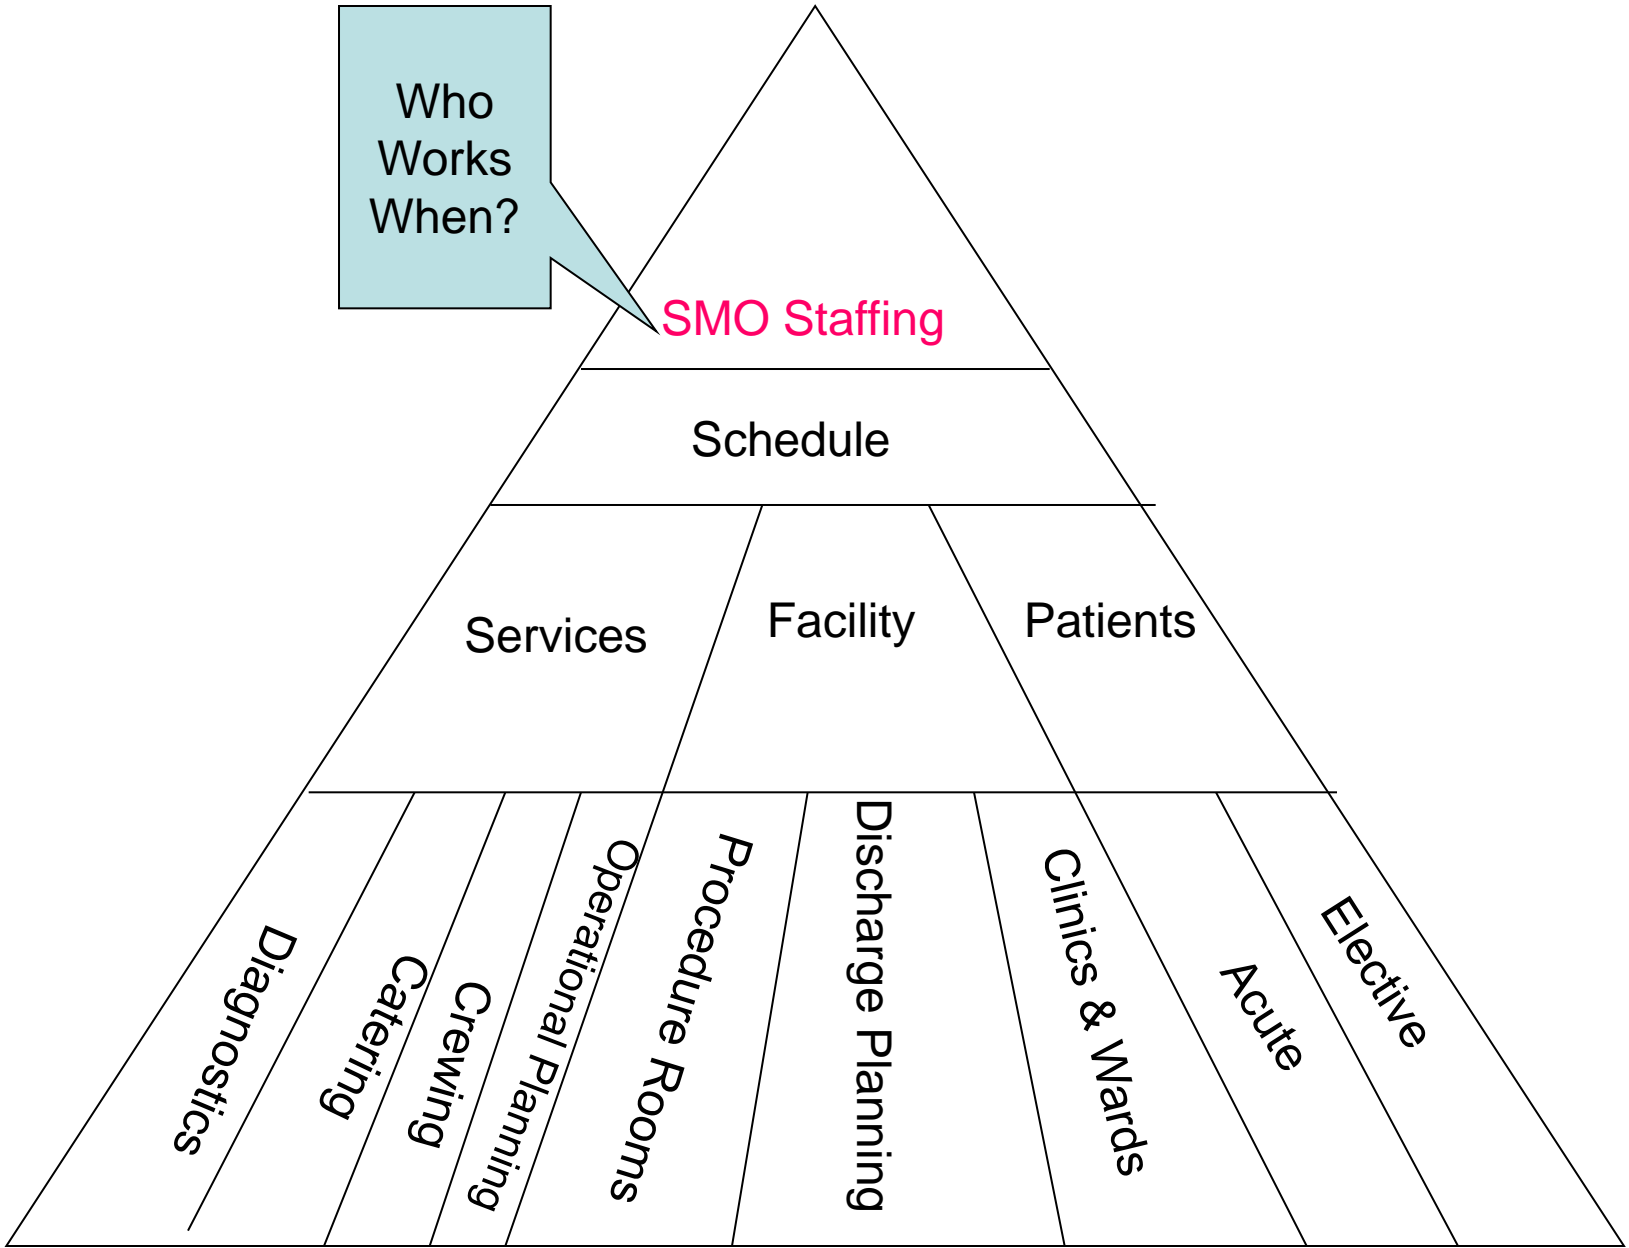 Who
Works
When?
SMO Staffing
Schedule
Services
Facility
Patients
Diagnostics
Catering
Crewing
Operational Planning
Procedure Rooms
Discharge Planning
Clinics & Wards
Acute
Elective